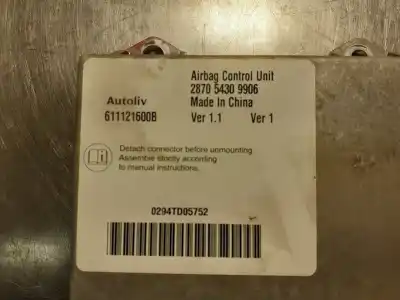 Airbag Control Unit
2870 5430 9906
Autoliv
Made In China
611121600B
Ver 1.1 Ver 1
Detach connector before unmounting
Assemble strictly according
to manual instructions.
0294TD05752